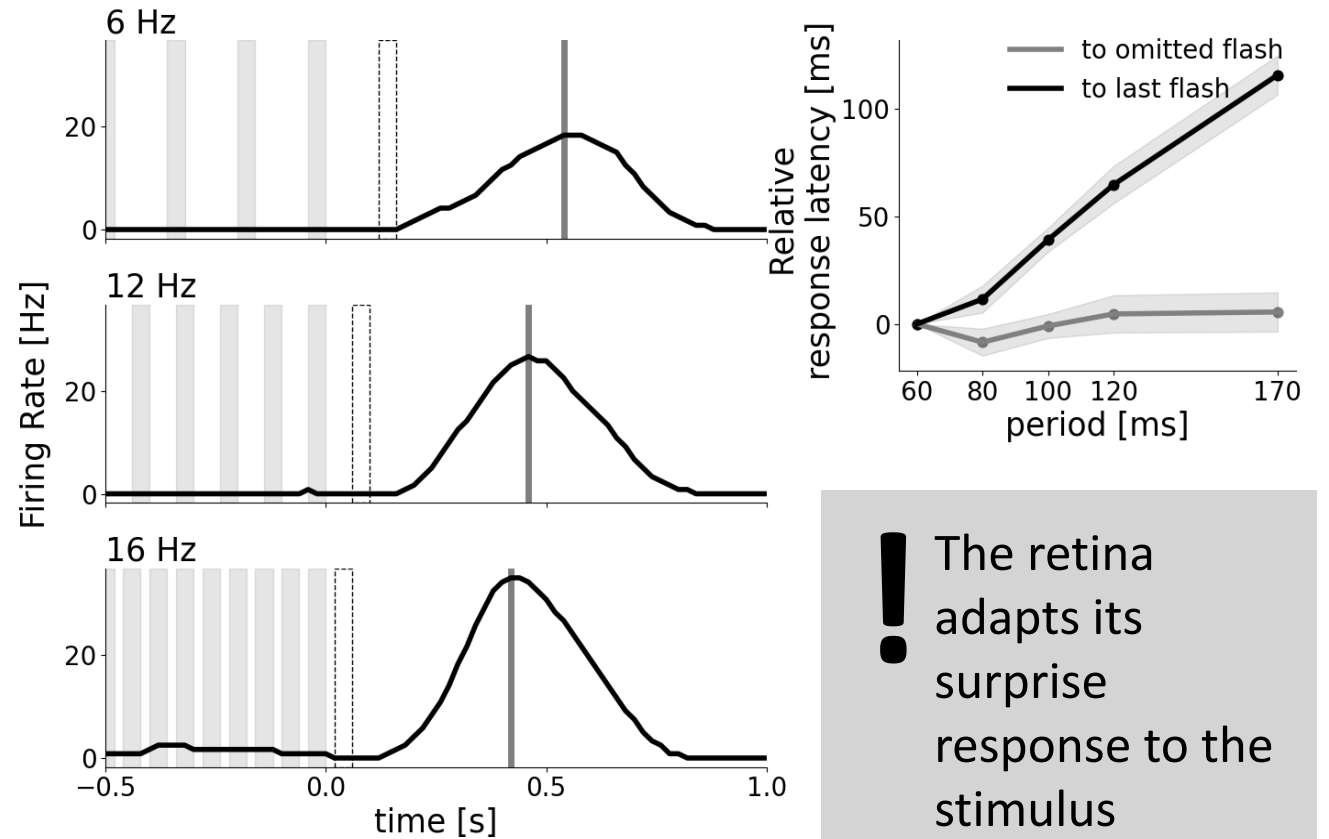 6 Hz
20
0
12 Hz
20
0
16 Hz
20
0
−0.5
0.0
0.5
1.0
time [s]
Firing Rate [Hz]
to omitted flash
to last flash
100
50
0
60
80
100
120
170
period [ms]
Relative
response latency [ms]
!
The retina
adapts its
surprise
response to the
stimulus